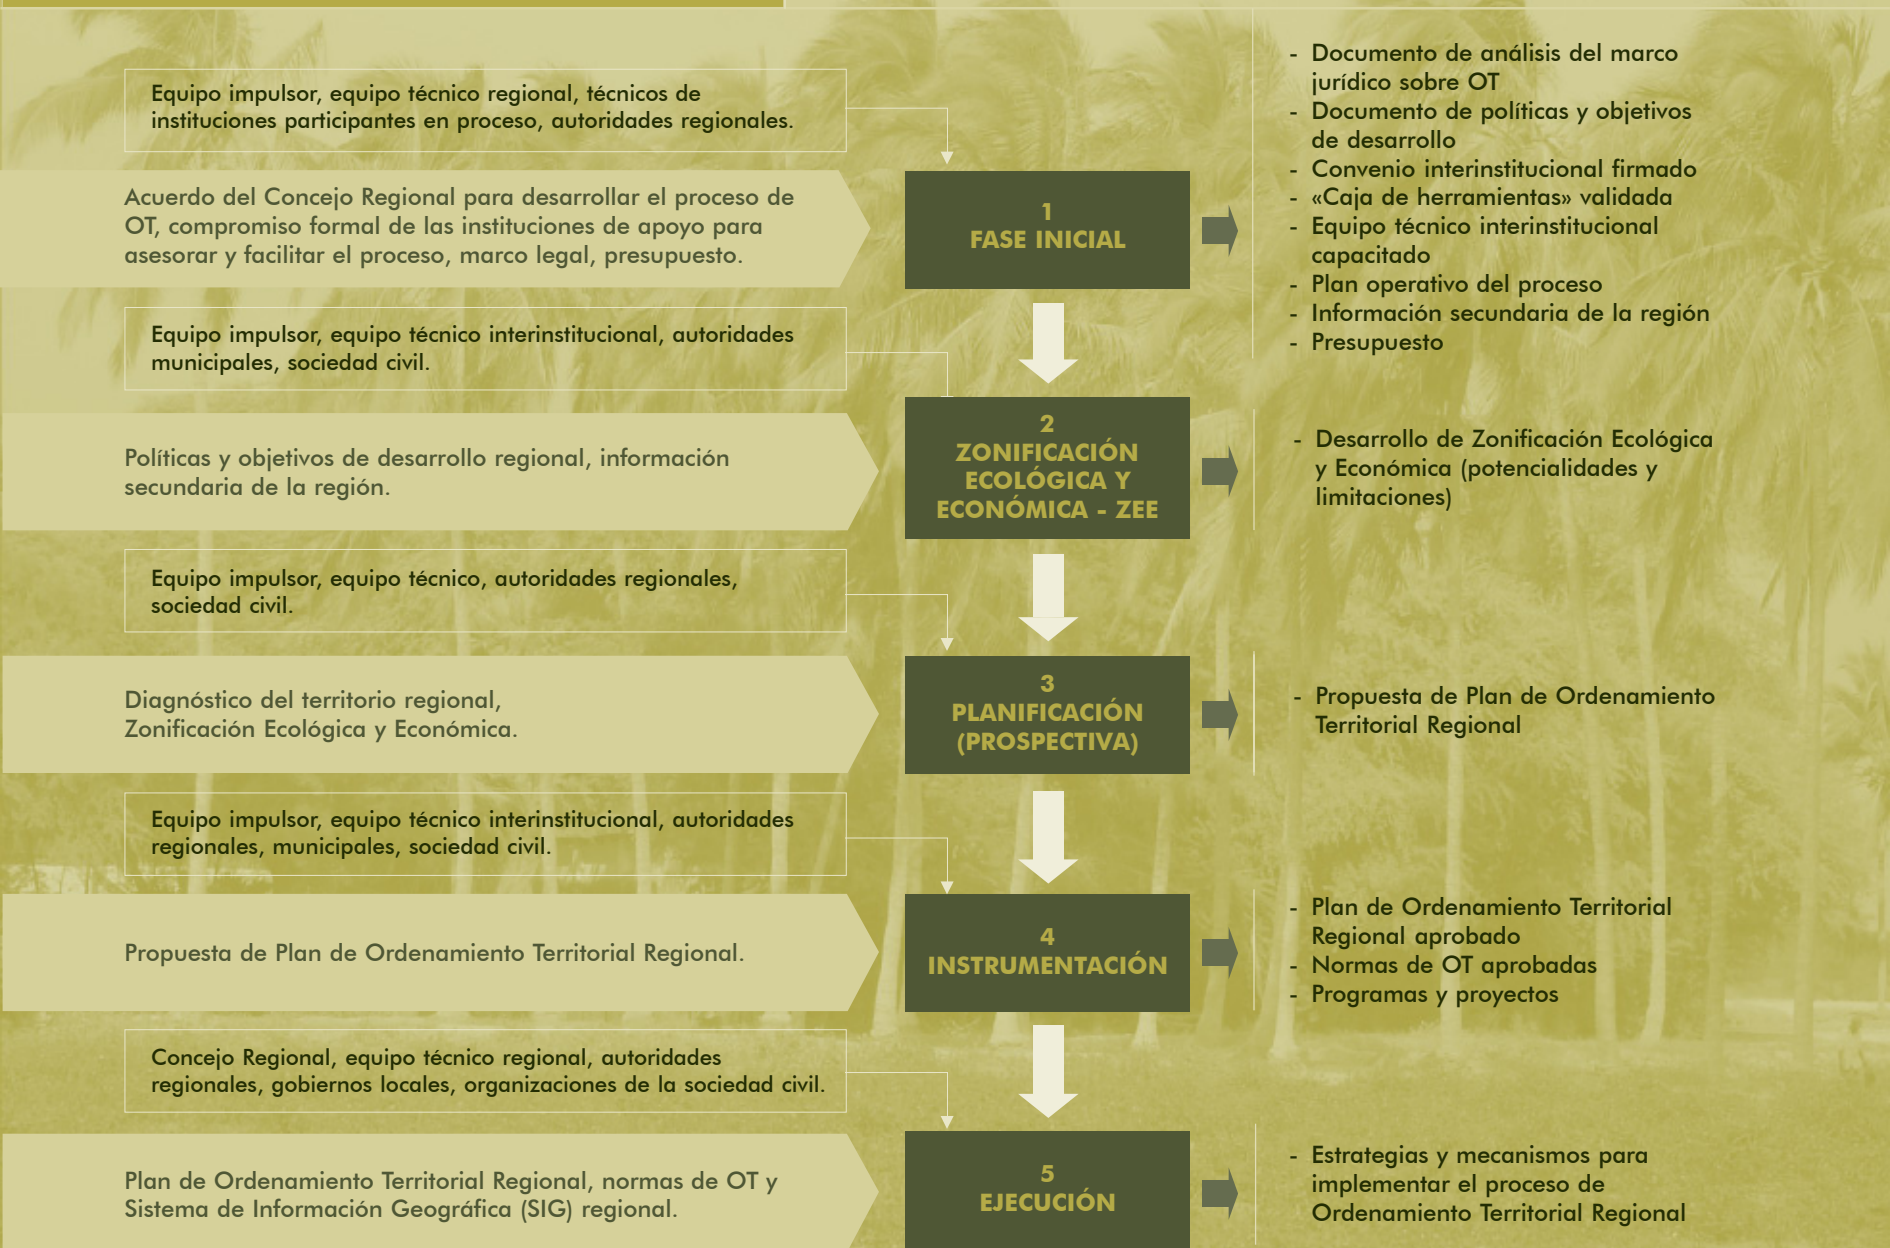 Equipo impulsor, equipo técnico regional, técnicos de
instituciones participantes en proceso, autoridades regionales.
Acuerdo del Concejo Regional para desarrollar el proceso de
OT, compromiso formal de las instituciones de apoyo para
asesorar y facilitar el proceso, marco legal, presupuesto.
1
FASE INICIAL
- Documento de análisis del marco
jurídico sobre OT
- Documento de políticas y objetivos
de desarrollo
- Convenio interinstitucional firmado
- «Caja de herramientas» validada
- Equipo técnico interinstitucional
capacitado
- Plan operativo del proceso
- Información secundaria de la región
- Presupuesto
Equipo impulsor, equipo técnico interinstitucional, autoridades
municipales, sociedad civil.
Políticas y objetivos de desarrollo regional, información
secundaria de la región.
2
ZONIFICACIÓN
ECOLÓGICA Y
ECONÓMICA - ZEE
- Desarrollo de Zonificación Ecológica
y Económica (potencialidades y
limitaciones)
Equipo impulsor, equipo técnico, autoridades regionales,
sociedad civil.
Diagnóstico del territorio regional,
Zonificación Ecológica y Económica.
3
PLANIFICACIÓN
(PROSPECTIVA)
- Propuesta de Plan de Ordenamiento
Territorial Regional
Equipo impulsor, equipo técnico interinstitucional, autoridades
regionales, municipales, sociedad civil.
Propuesta de Plan de Ordenamiento Territorial Regional.
4
INSTRUMENTACIÓN
- Plan de Ordenamiento Territorial
Regional aprobado
- Normas de OT aprobadas
- Programas y proyectos
Concejo Regional, equipo técnico regional, autoridades
regionales, gobiernos locales, organizaciones de la sociedad civil.
Plan de Ordenamiento Territorial Regional, normas de OT y
Sistema de Información Geográfica (SIG) regional.
5
EJECUCIÓN
- Estrategias y mecanismos para
implementar el proceso de
Ordenamiento Territorial Regional